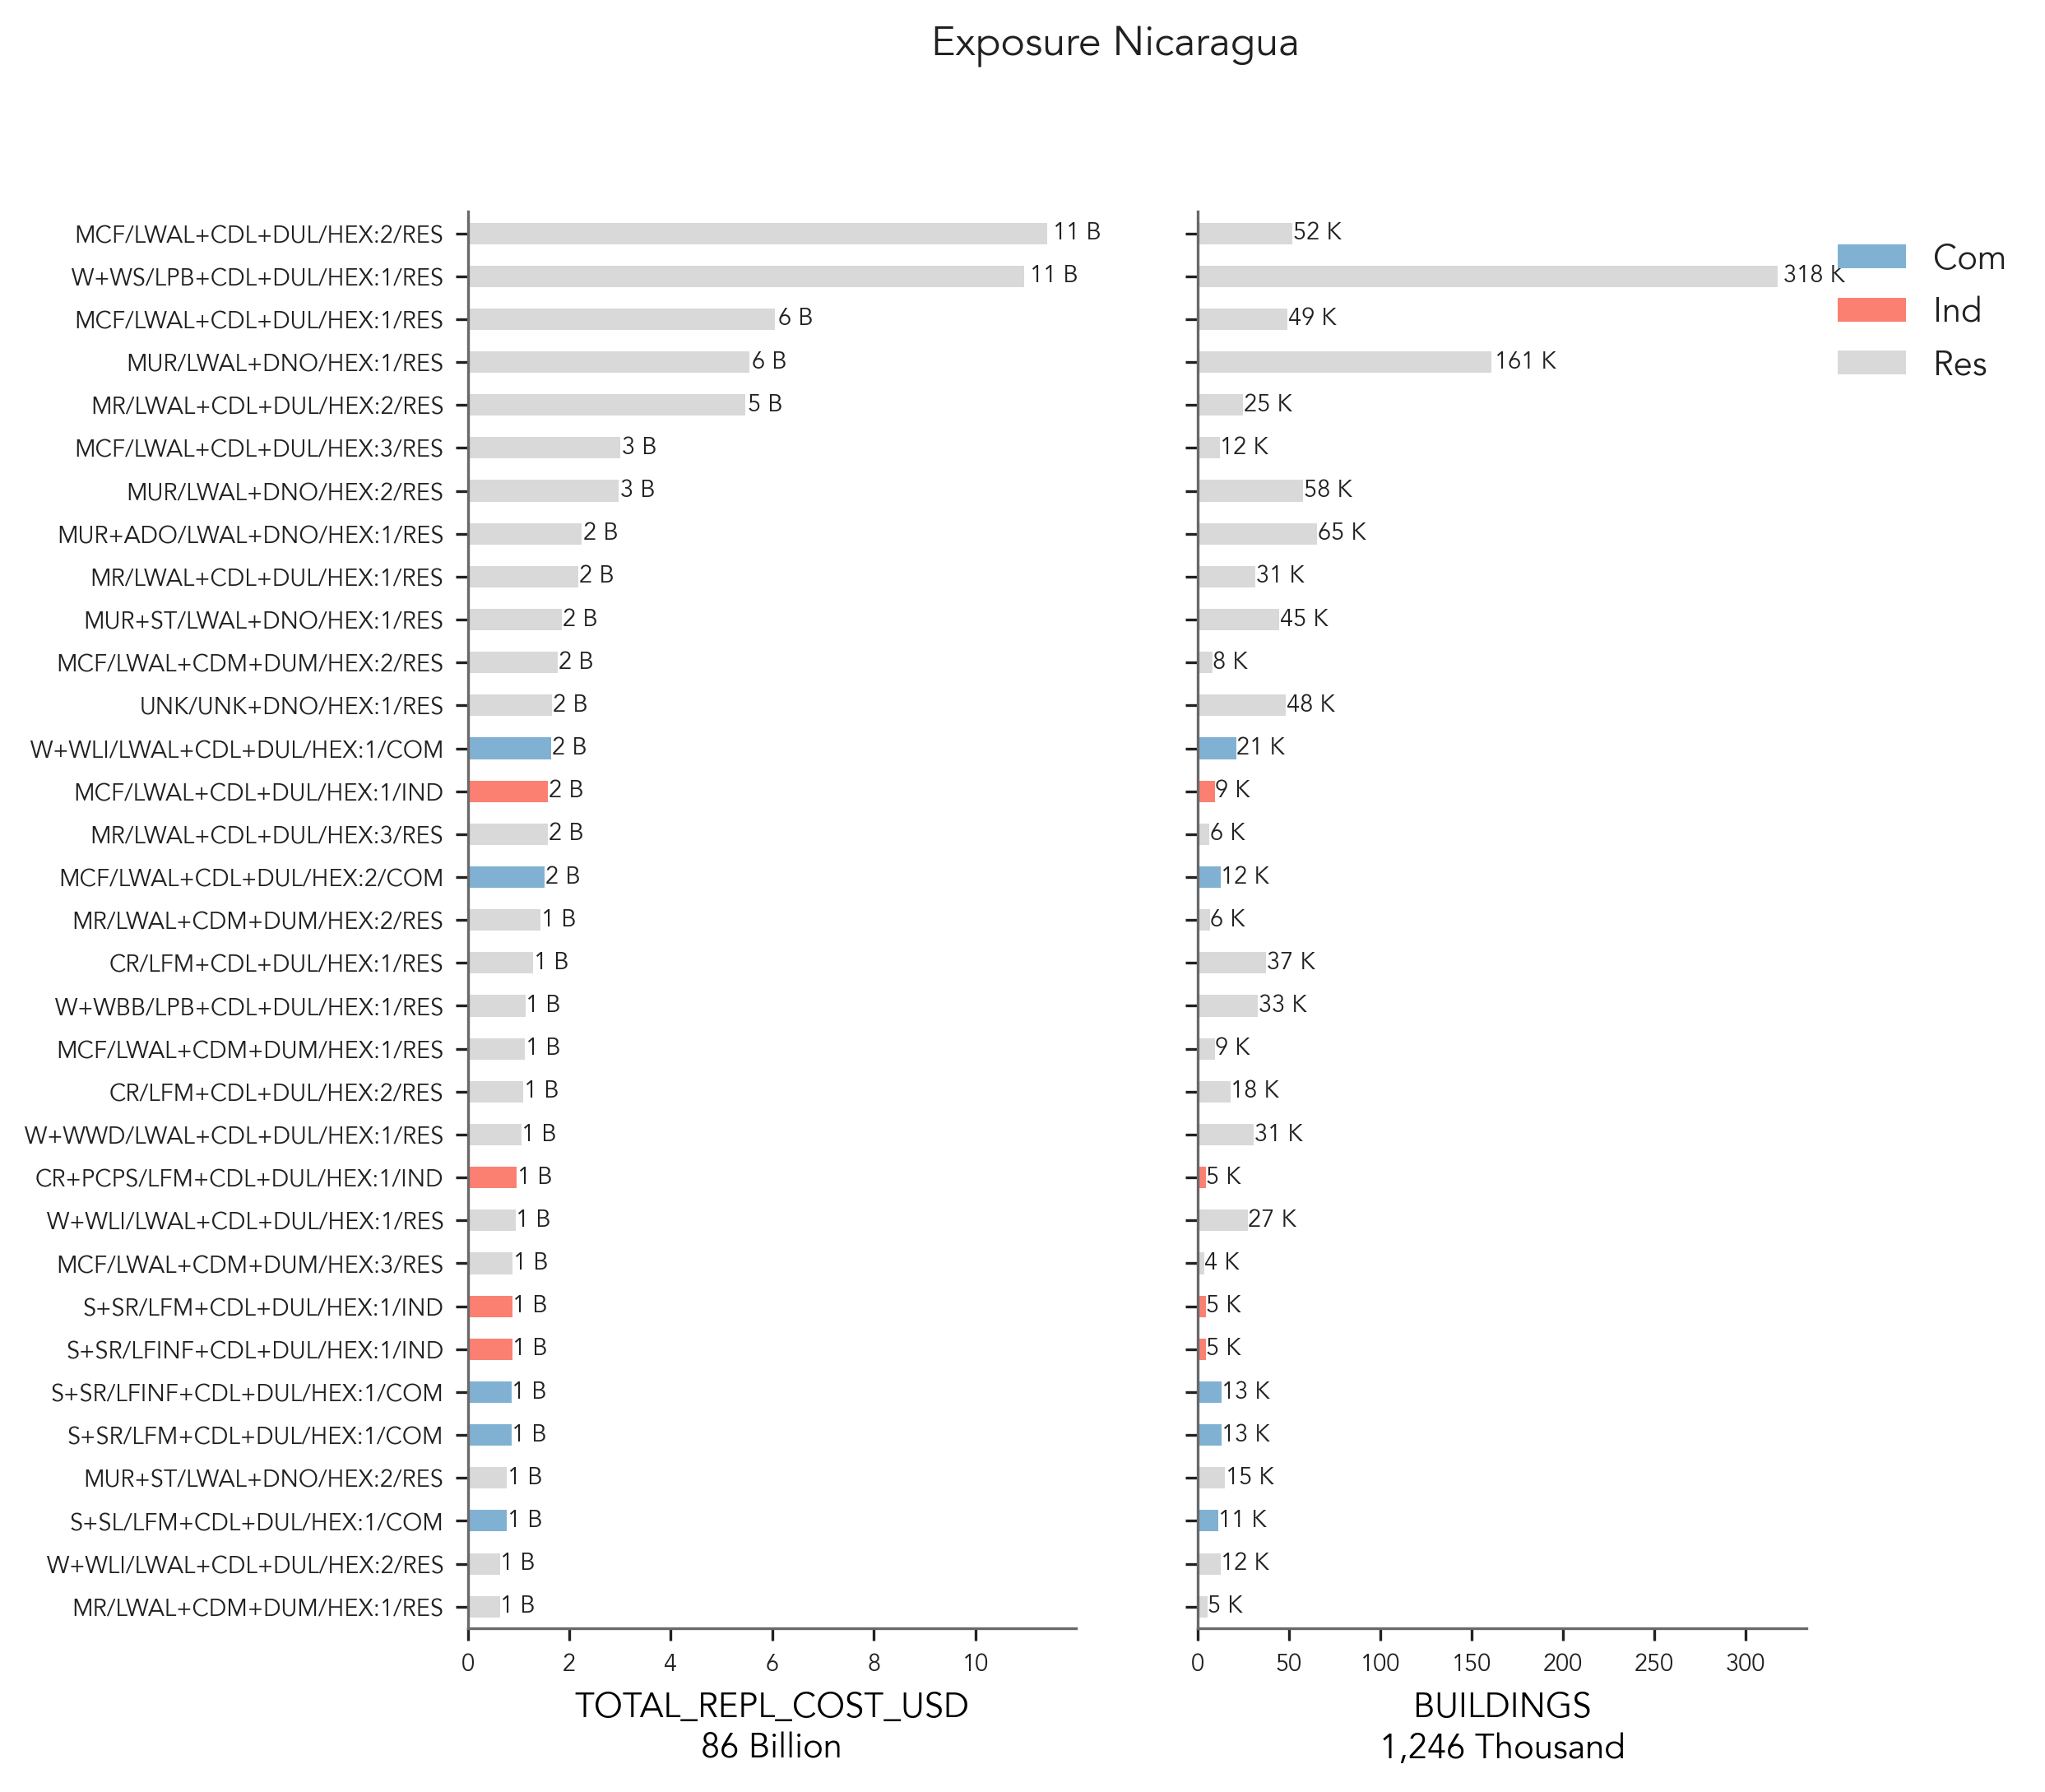 Exposure Nicaragua
MCF/LWAL+CDL+DUL/HEX:2/RES 11 B 52 K
W+WS/LPB+CDL+DUL/HEX:1/RES 11 B 318 K
MCF/LWAL+CDL+DUL/HEX:1/RES 6 B 49 K
MUR/LWAL+DNO/HEX:1/RES 6 B 161 K
MR/LWAL+CDL+DUL/HEX:2/RES 5 B 25 K
MCF/LWAL+CDL+DUL/HEX:3/RES 3 B 12 K
MUR/LWAL+DNO/HEX:2/RES 3 B 58 K
MUR+ADO/LWAL+DNO/HEX:1/RES 2 B 65 K
MR/LWAL+CDL+DUL/HEX:1/RES 2 B 31 K
MUR+ST/LWAL+DNO/HEX:1/RES 2 B 45 K
MCF/LWAL+CDM+DUM/HEX:2/RES 2 B 8 K
UNK/UNK+DNO/HEX:1/RES 2 B 48 K
W+WLI/LWAL+CDL+DUL/HEX:1/COM 2 B 21 K
MCF/LWAL+CDL+DUL/HEX:1/IND 2 B 9 K
MR/LWAL+CDL+DUL/HEX:3/RES 2 B 6 K
MCF/LWAL+CDL+DUL/HEX:2/COM 2 B 12 K
MR/LWAL+CDM+DUM/HEX:2/RES 1 B 6 K
CR/LFM+CDL+DUL/HEX:1/RES 1 B 37 K
W+WBB/LPB+CDL+DUL/HEX:1/RES 1 B 33 K
MCF/LWAL+CDM+DUM/HEX:1/RES 1 B 9 K
CR/LFM+CDL+DUL/HEX:2/RES 1 B 18 K
W+WWD/LWAL+CDL+DUL/HEX:1/RES 1 B 31 K
CR+PCPS/LFM+CDL+DUL/HEX:1/IND 1 B 5 K
W+WLI/LWAL+CDL+DUL/HEX:1/RES 1 B 27 K
MCF/LWAL+CDM+DUM/HEX:3/RES 1 B 4 K
S+SR/LFM+CDL+DUL/HEX:1/IND 1 B 5 K
S+SR/LFINF+CDL+DUL/HEX:1/IND 1 B 5 K
S+SR/LFINF+CDL+DUL/HEX:1/COM 1 B 13 K
S+SR/LFM+CDL+DUL/HEX:1/COM 1 B 13 K
MUR+ST/LWAL+DNO/HEX:2/RES 1 B 15 K
S+SL/LFM+CDL+DUL/HEX:1/COM 1 B 11 K
W+WLI/LWAL+CDL+DUL/HEX:2/RES 1 B 12 K
MR/LWAL+CDM+DUM/HEX:1/RES 1 B 5 K
0 2 4 6 8 10
TOTAL_REPL_COST_USD
86 Billion
0 50 100 150 200 250 300
BUILDINGS
1,246 Thousand
Com
Ind
Res